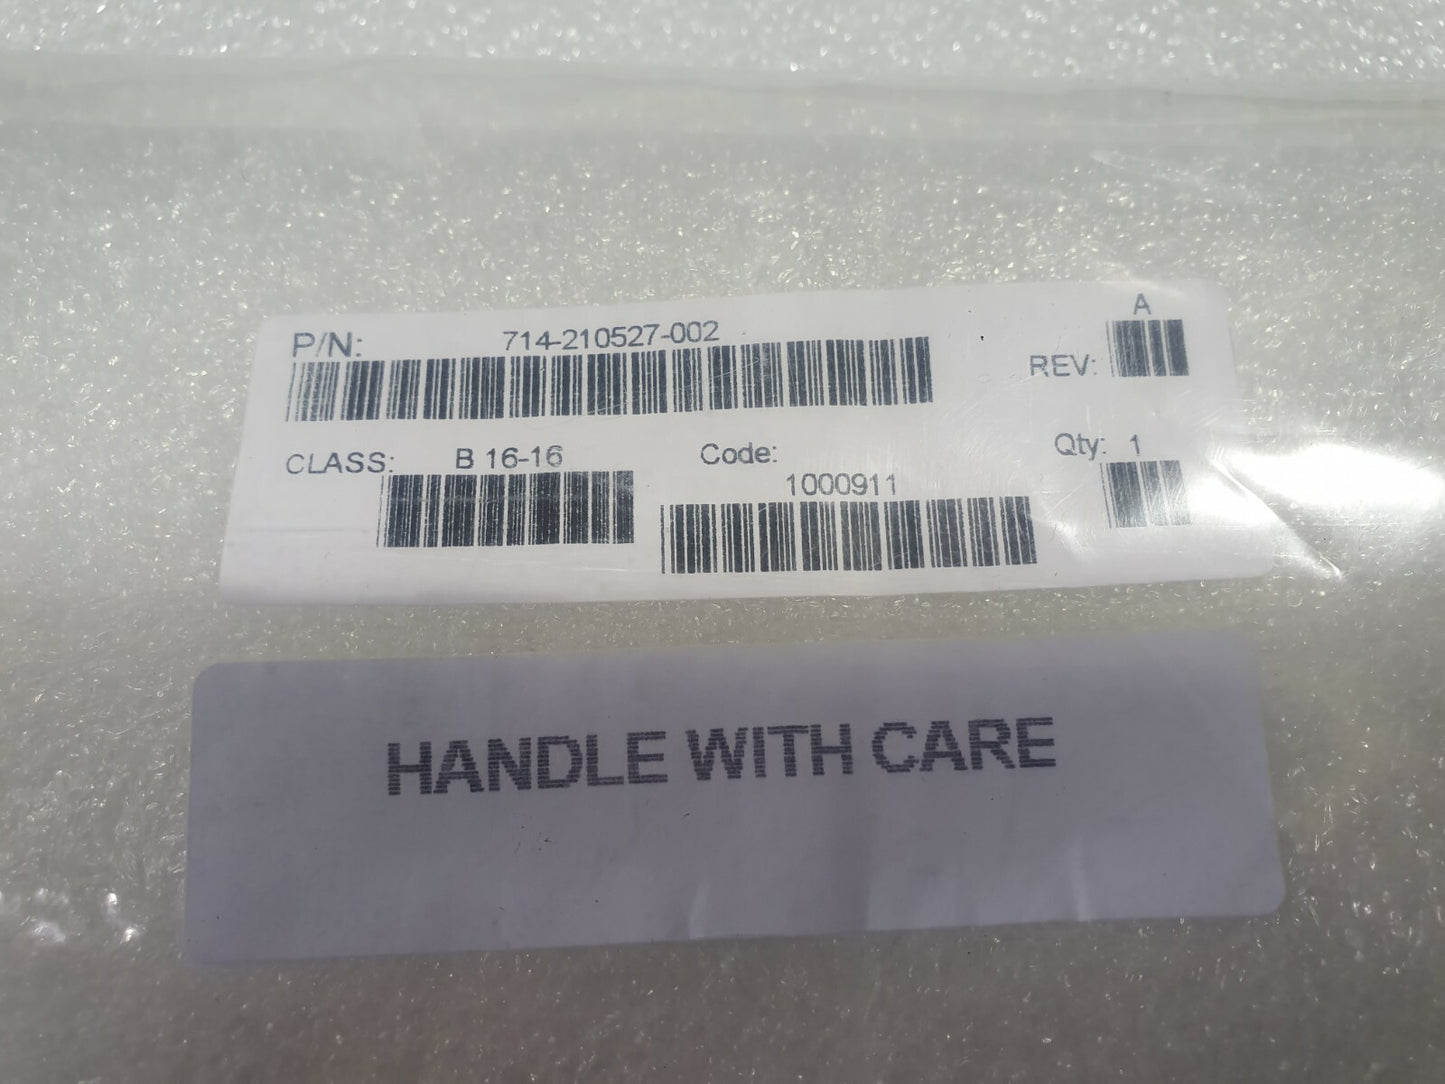 P/N: 714-210527-002
REV: A
CLASS: B 16-16
Code: 1000911
Qty: 1
HANDLE WITH CARE